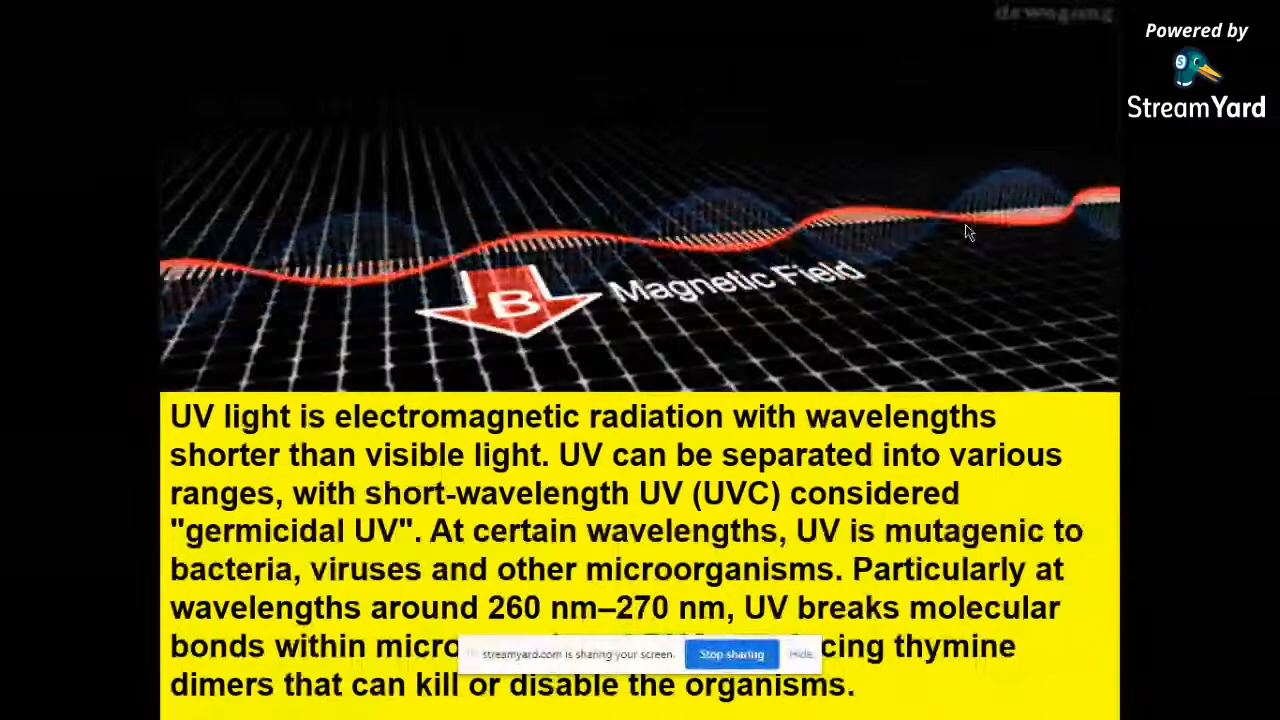 Powered by
StreamYard
B Magnetic Field
UV light is electromagnetic radiation with wavelengths
shorter than visible light. UV can be separated into various
ranges, with short-wavelength UV (UVC) considered
"germicidal UV". At certain wavelengths, UV is mutagenic to
bacteria, viruses and other microorganisms. Particularly at
wavelengths around 260 nm–270 nm, UV breaks molecular
bonds within micro cing thymine
streamyard.com is sharing your screen. Stop sharing Hide
dimers that can kill or disable the organisms.